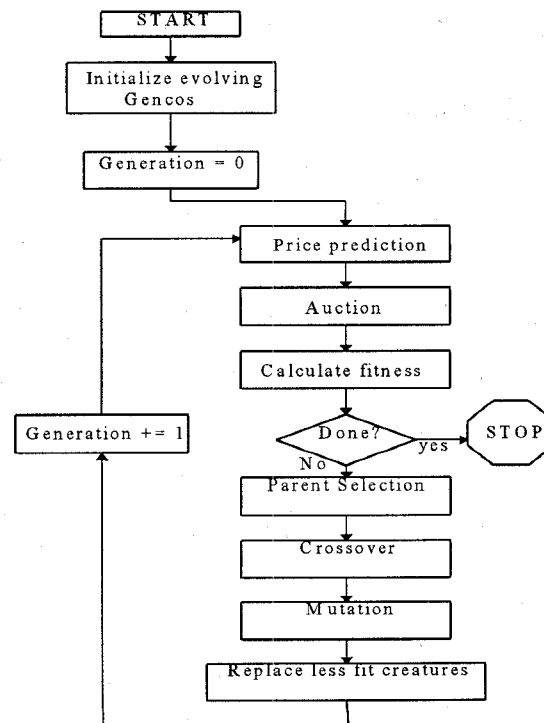 START
Initialize evolving
Gencos
Generation = 0
Price prediction
Auction
Calculate fitness
Done?
yes
STOP
No
Parent Selection
Generation += 1
Crossover
Mutation
Replace less fit creatures